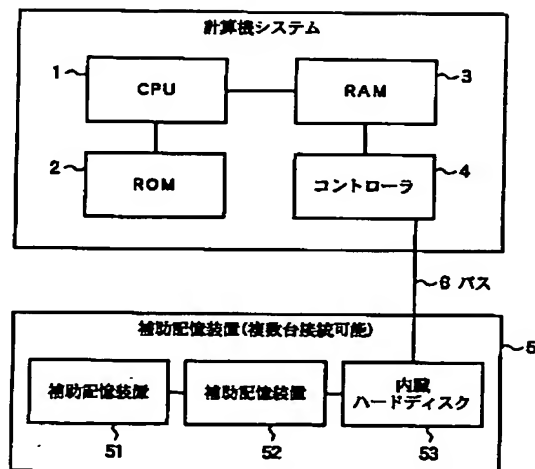 計算機システム
1 CPU
RAM 3
2 ROM
コントローラ 4
6 バス
補助記憶装置(複数台接続可能)
5
補助記憶装置 補助記憶装置 内臓
ハードディスク
51 52 53